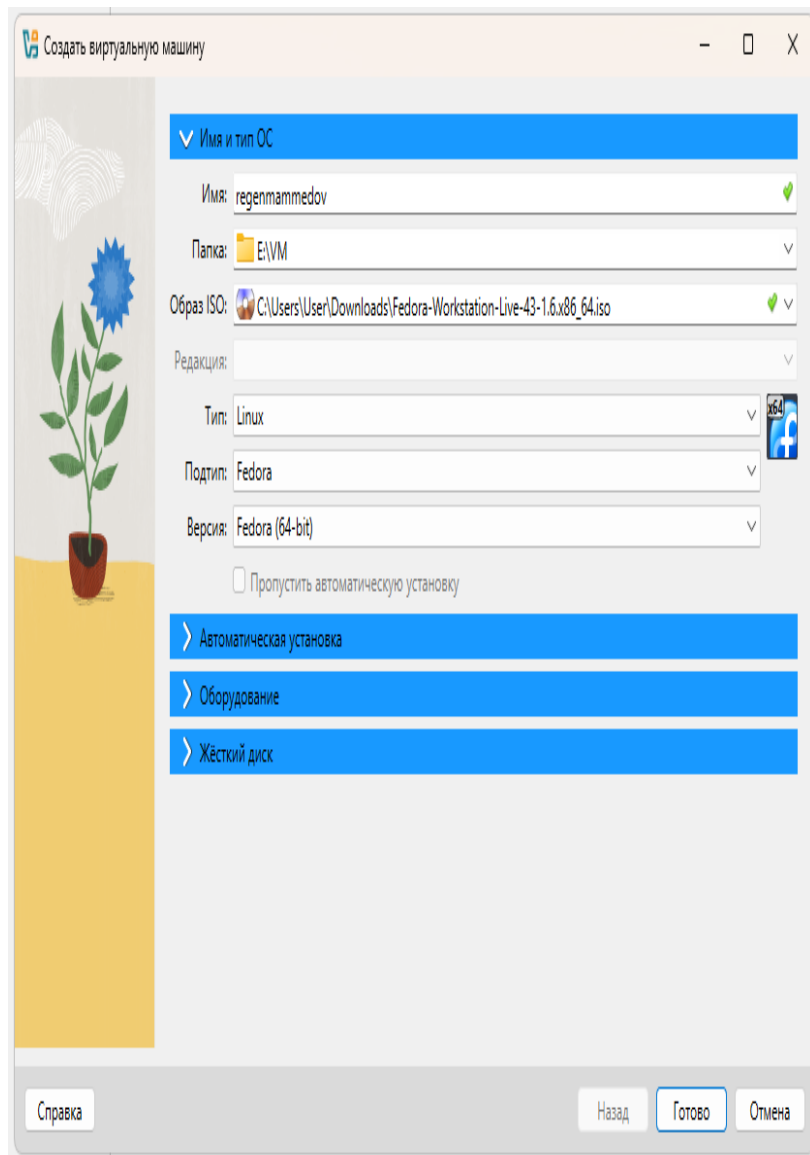 Создать виртуальную машину
Имя и тип ОС
Имя: regenmammedov
Папка: E:\VM
Образ ISO: C:\Users\User\Downloads\Fedora-Workstation-Live-43-1.6.x86_64.iso
Редакция:
Тип: Linux
x64
Подтип: Fedora
Версия: Fedora (64-bit)
Пропустить автоматическую установку
Автоматическая установка
Оборудование
Жёсткий диск
Справка Назад Готово Отмена